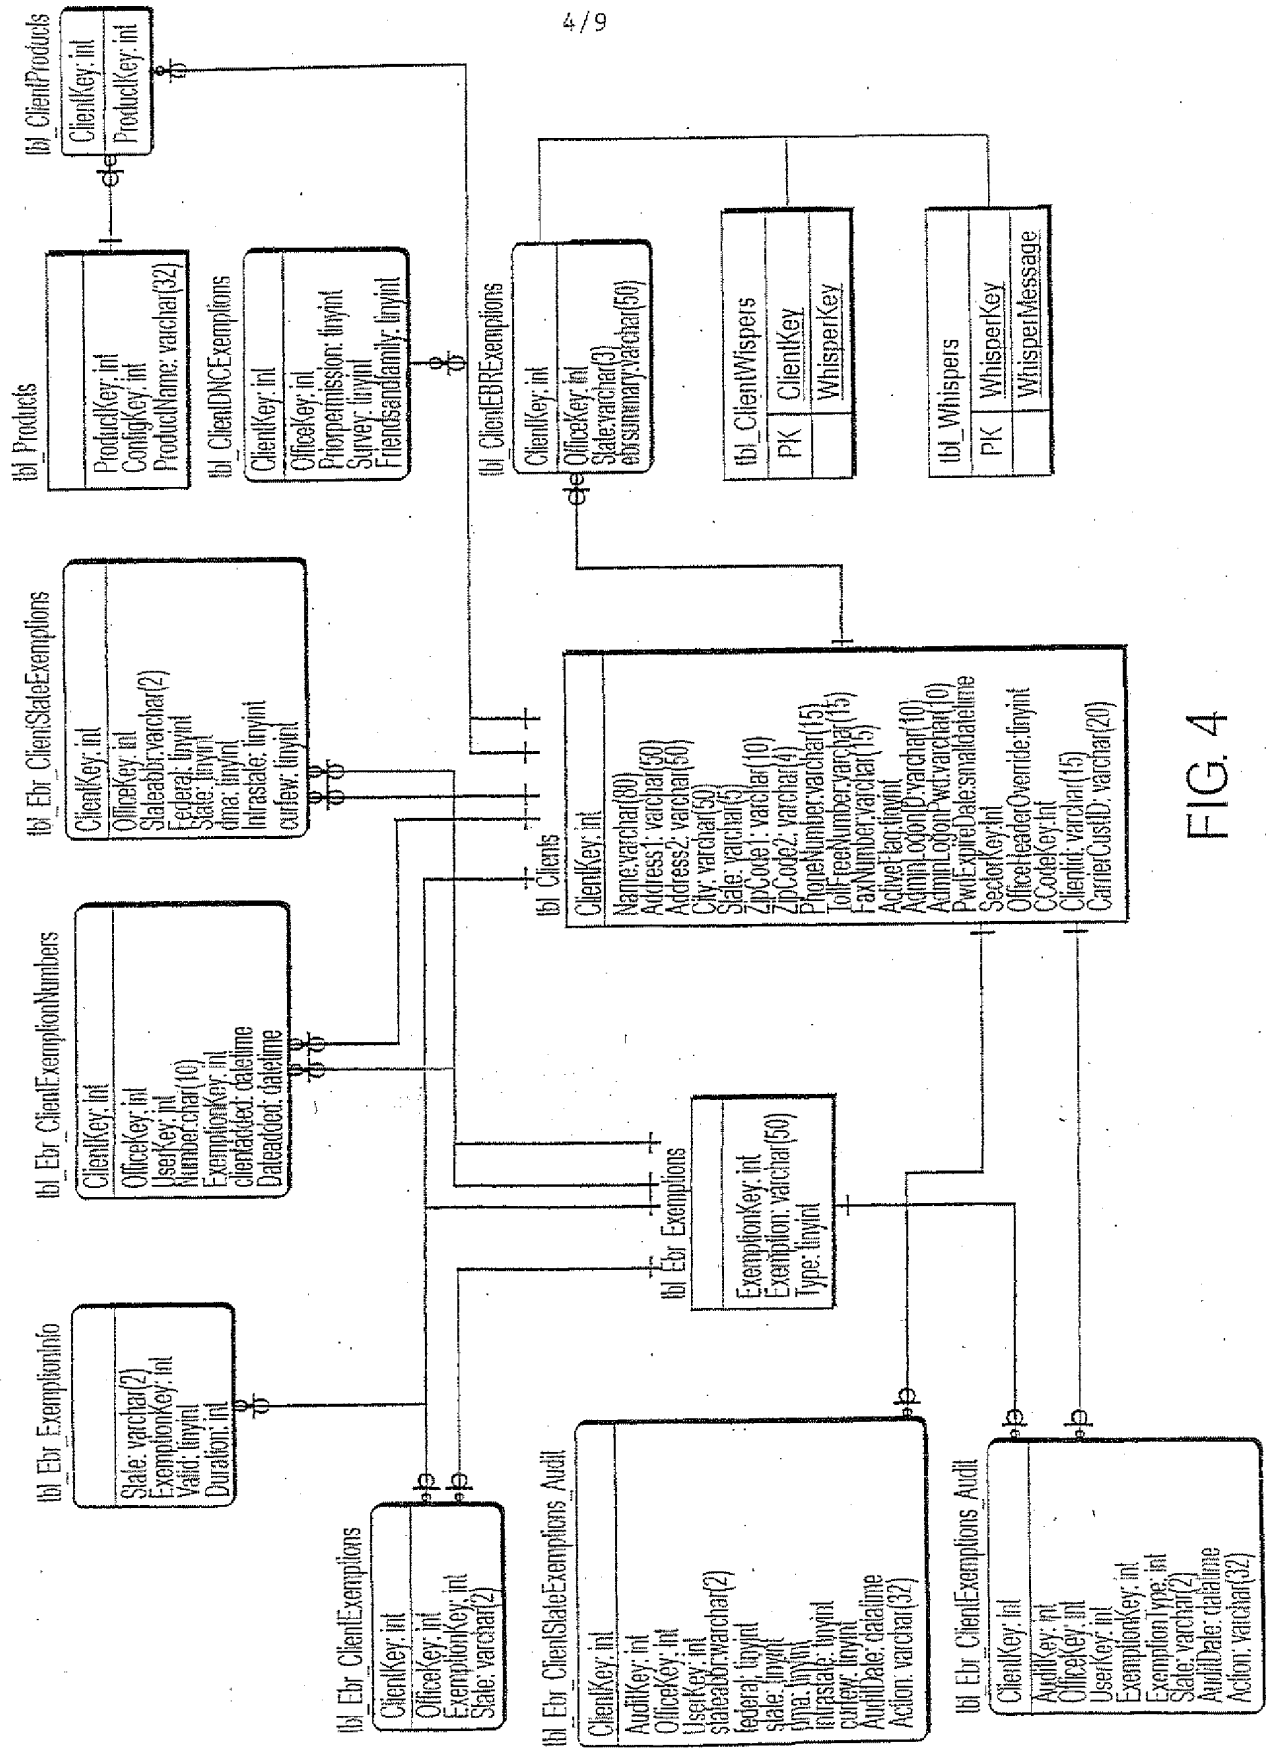 4/9
tbl_Ebr_ExemptionInfo
State: varchar(2)
ExemptionKey: int
Valid: tinyint
Duration: int
tbl_Ebr_ClientExemptionNumbers
ClientKey: int
OfficeKey: int
UserKey: int
Number:char(10)
ExemptionKey: int
clientadded: datetime
Dateadded: datetime
tbl_Ebr_ClientStateExemptions
ClientKey: int
OfficeKey: int
Stateabbr:varchar(2)
Federal: tinyint
State: tinyint
dma: tinyint
Intrastate: tinyint
curfew: tinyint
tbl_Products
ProductKey: int
ConfigKey: int
ProductName: varchar(32)
tbl_ClientProducts
ClientKey: int
ProductKey: int
tbl_ClientDNCExemptions
ClientKey: int
OfficeKey: int
Priorpermission: tinyint
Survey: tinyint
Friendsandfamily: tinyint
tbl_Ebr_ClientExemptions
ClientKey: int
OfficeKey: int
ExemptionKey: int
State: varchar(2)
tbl_ClientEBRExemptions
ClientKey: int
OfficeKey: int
State:varchar(3)
ebrsummary:varchar(50)
tbl_Clients
ClientKey: int
Name:varchar(80)
Address1: varchar(50)
Address2: varchar(50)
City: varchar(50)
State: varchar(5)
ZipCode1: varchar(10)
ZipCode2: varchar(4)
PhoneNumber:varchar(15)
TollFreeNumber:varchar(15)
FaxNumber:varchar(15)
ActiveFlag:tinyint
AdminLogonID:varchar(10)
AdminLogonPwd:varchar(10)
PwdExpireDate:smalldatetime
SectorKey:int
OfficeHeaderOverride:tinyint
CCodeKey:int
Clientid: varchar(15)
CarrierCustID: varchar(20)
tbl_Ebr_Exemptions
ExemptionKey: int
Exemption: varchar(50)
Type: tinyint
tbl_Ebr_ClientStateExemptions_Audit
ClientKey: int
AuditKey: int
OfficeKey: int
UserKey: int
stateabbr:varchar(2)
federal: tinyint
state: tinyint
dma: tinyint
intrastate: tinyint
curfew: tinyint
AuditDate: datatime
Action: varchar(32)
tbl_ClientWispers
PK ClientKey
WhisperKey
tbl_Whispers
PK WhisperKey
WhisperMessage
tbl_Ebr_ClientExemptions_Audit
ClientKey: int
AuditKey: int
OfficeKey: int
UserKey: int
ExemptionKey: int
ExemptionType: int
State: varchar(2)
AuditDate: datatime
Action: varchar(32)
FIG. 4